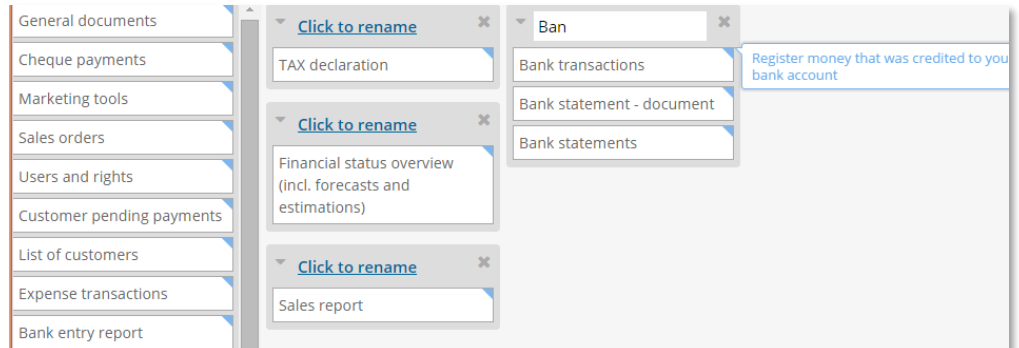 General documents
Cheque payments
Marketing tools
Sales orders
Users and rights
Customer pending payments
List of customers
Expense transactions
Bank entry report
Click to rename
TAX declaration
Click to rename
Financial status overview
(incl. forecasts and
estimations)
Click to rename
Sales report
Ban
Bank transactions
Bank statement - document
Bank statements
Register money that was credited to you
bank account